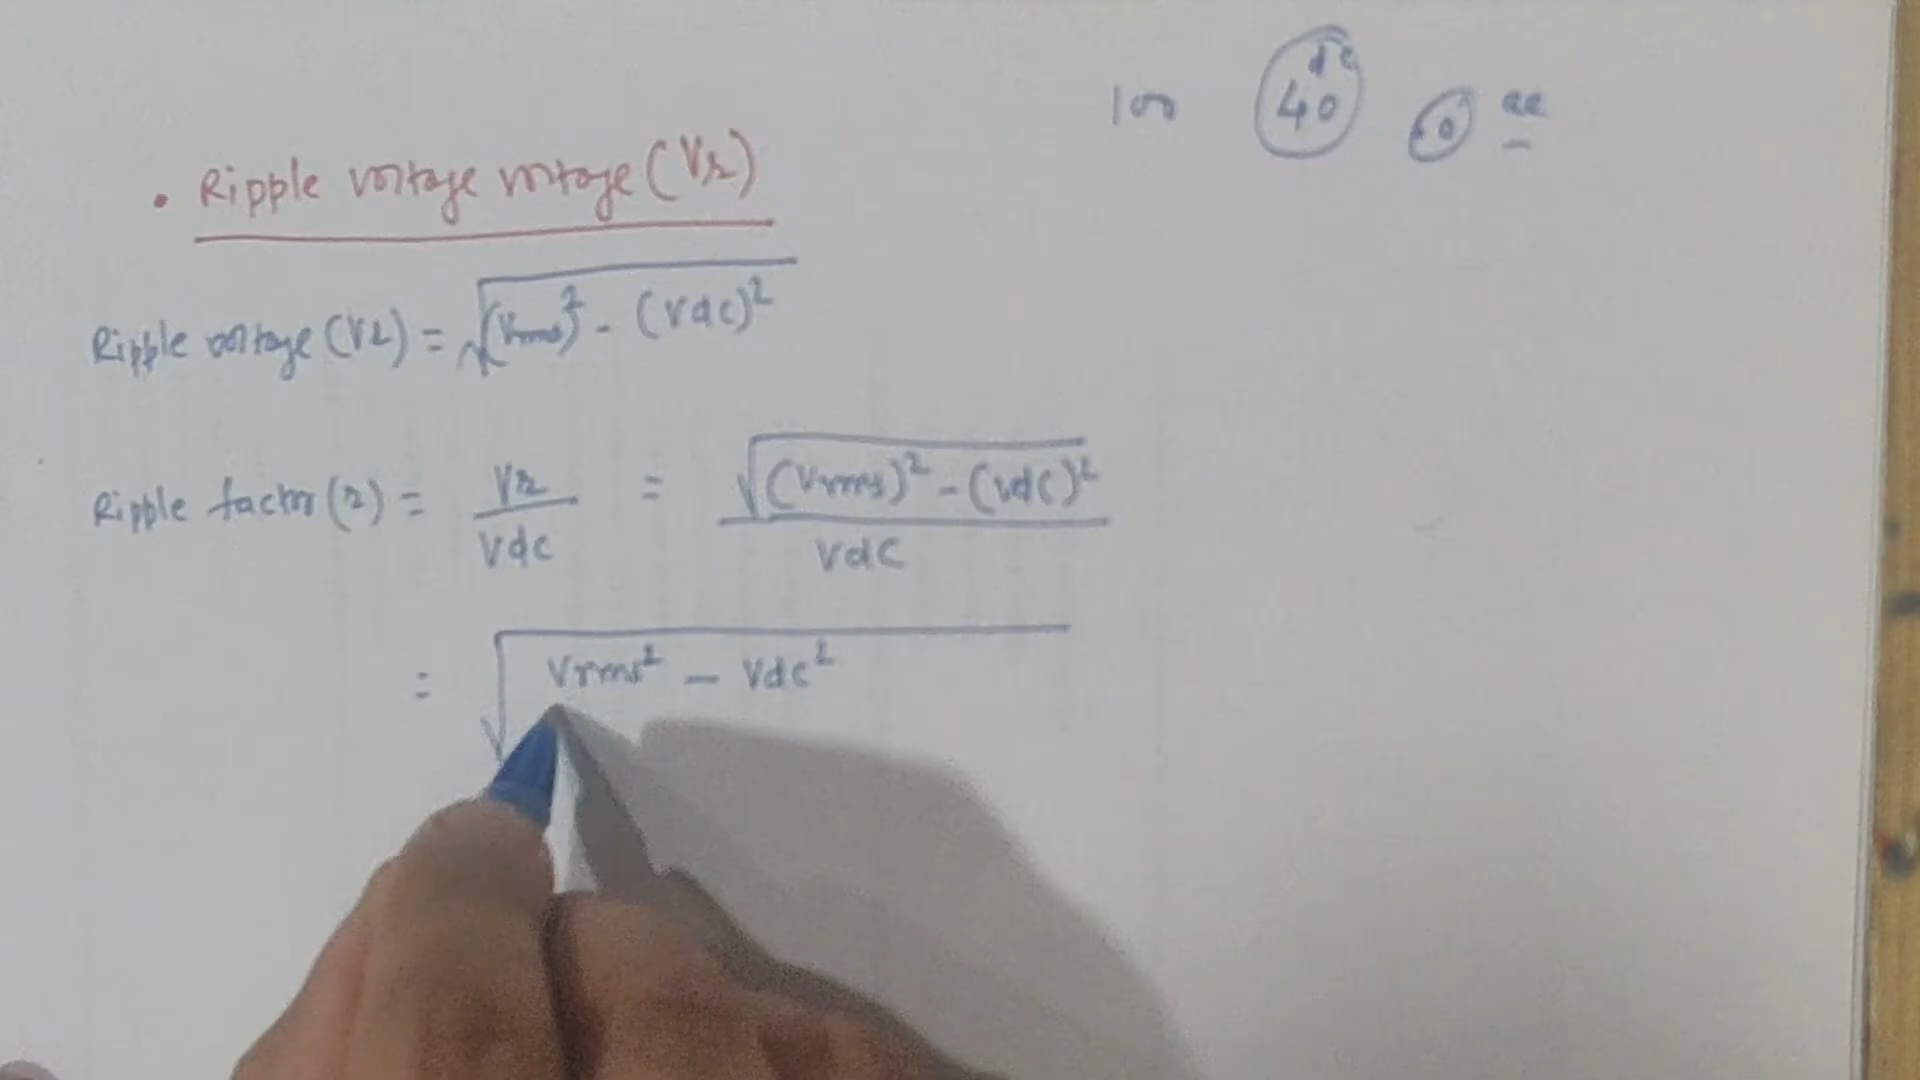 100 40 dc 60 ac
• Ripple voltage voltage (Vr)
Ripple voltage (Vr) = √(Vrms)² - (Vdc)²
Ripple factor (r) = Vr / Vdc = √(Vrms)² - (Vdc)² / Vdc
= √Vrms² - Vdc²